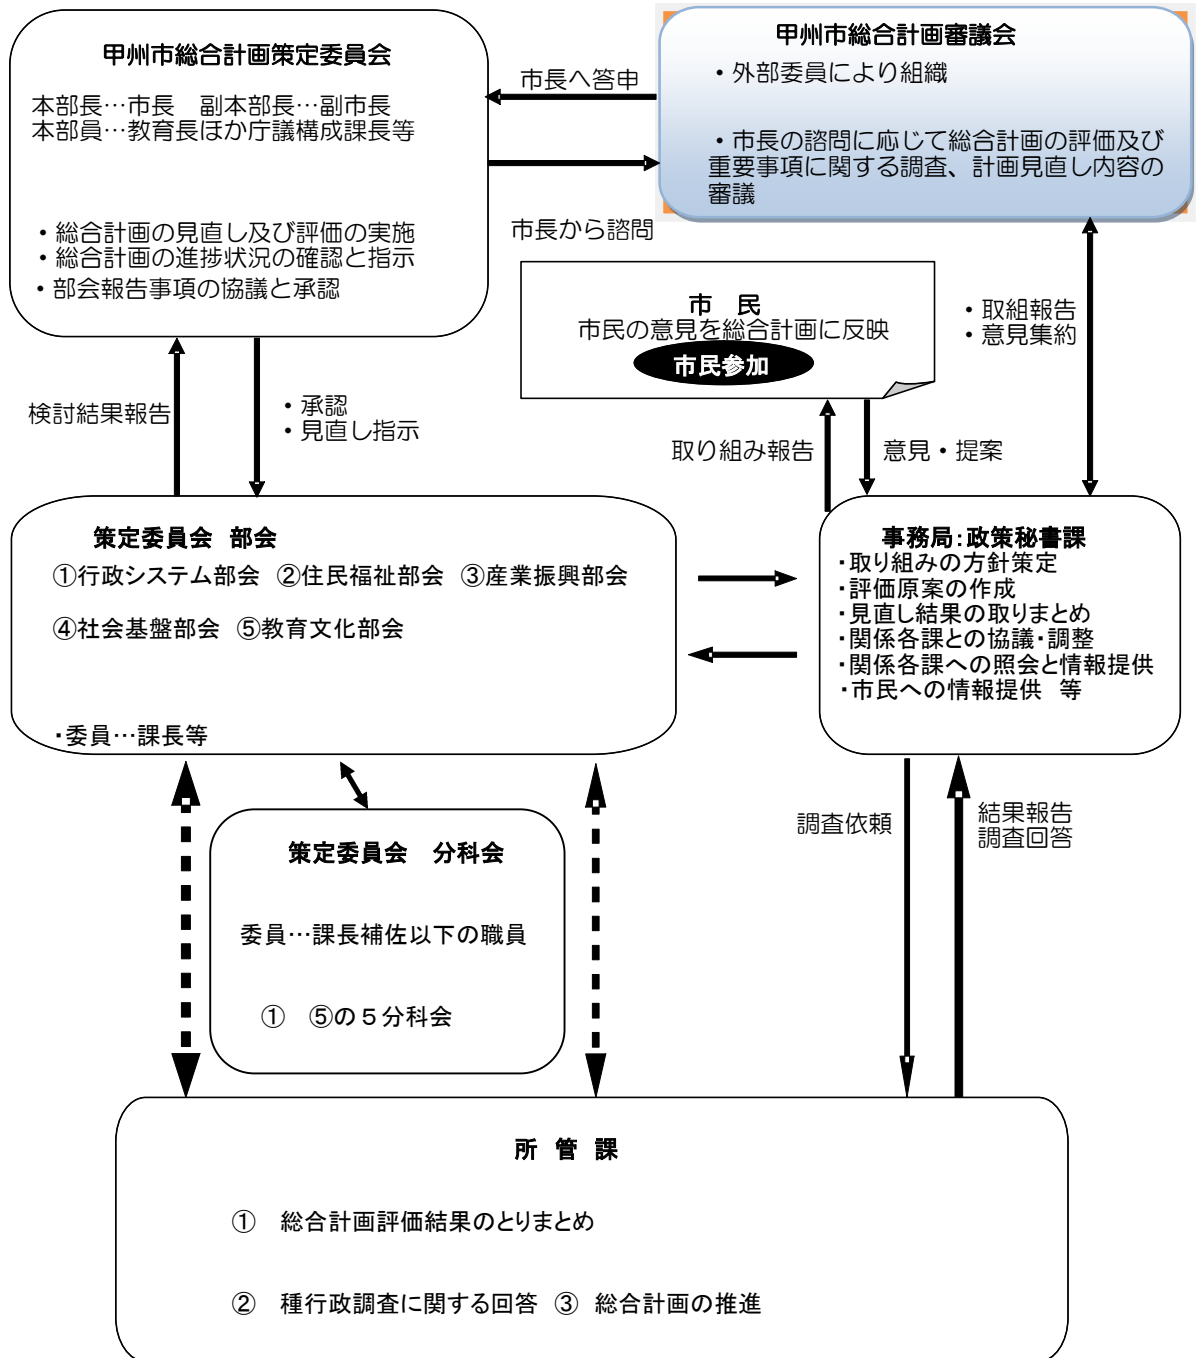 甲州市総合計画策定委員会
本部長…市長　副本部長…副市長
本部員…教育長ほか庁議構成課長等
・総合計画の見直し及び評価の実施
・総合計画の進捗状況の確認と指示
・部会報告事項の協議と承認
市長へ答申
市長から諮問
甲州市総合計画審議会
・外部委員により組織
・市長の諮問に応じて総合計画の評価及び
重要事項に関する調査、計画見直し内容の
審議
市　民
市民の意見を総合計画に反映
市民参加
・取組報告
・意見集約
検討結果報告
・承認
・見直し指示
取り組み報告
意見・提案
策定委員会　部会
①行政システム部会　②住民福祉部会　③産業振興部会
④社会基盤部会　⑤教育文化部会
・委員…課長等
事務局：政策秘書課
・取り組みの方針策定
・評価原案の作成
・見直し結果の取りまとめ
・関係各課との協議・調整
・関係各課への照会と情報提供
・市民への情報提供　等
策定委員会　分科会
委員…課長補佐以下の職員
①　⑤の５分科会
調査依頼
結果報告
調査回答
所　管　課
①　総合計画評価結果のとりまとめ
②　種行政調査に関する回答　③　総合計画の推進